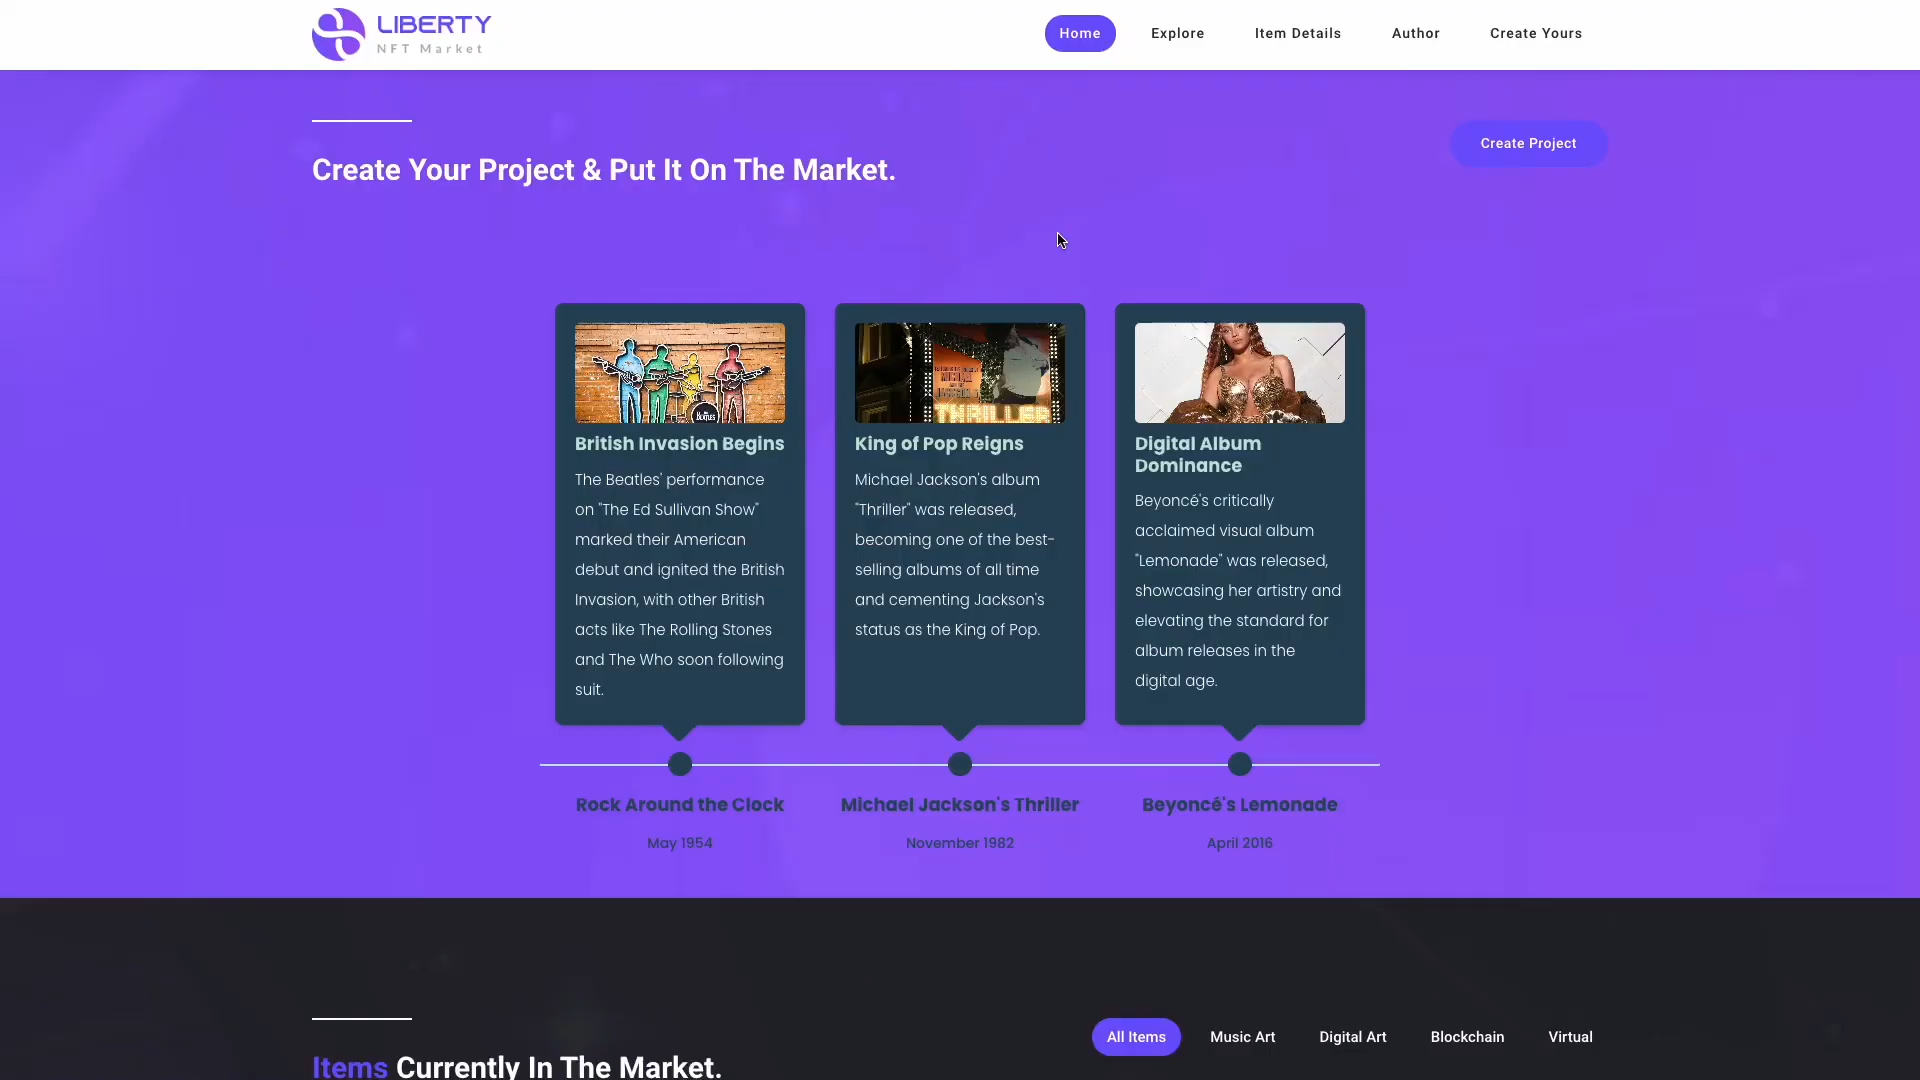 LIBERTY
NFT Market
Home
Explore
Item Details
Author
Create Yours
Create Your Project & Put It On The Market.
Create Project
British Invasion Begins
The Beatles' performance
on "The Ed Sullivan Show"
marked their American
debut and ignited the British
Invasion, with other British
acts like The Rolling Stones
and The Who soon following
suit.
THRILLER
King of Pop Reigns
Michael Jackson's album
"Thriller" was released,
becoming one of the best-
selling albums of all time
and cementing Jackson's
status as the King of Pop.
Digital Album
Dominance
Beyoncé's critically
acclaimed visual album
"Lemonade" was released,
showcasing her artistry and
elevating the standard for
album releases in the
digital age.
Rock Around the Clock
May 1954
Michael Jackson's Thriller
November 1982
Beyoncé's Lemonade
April 2016
Items Currently In The Market.
All Items
Music Art
Digital Art
Blockchain
Virtual